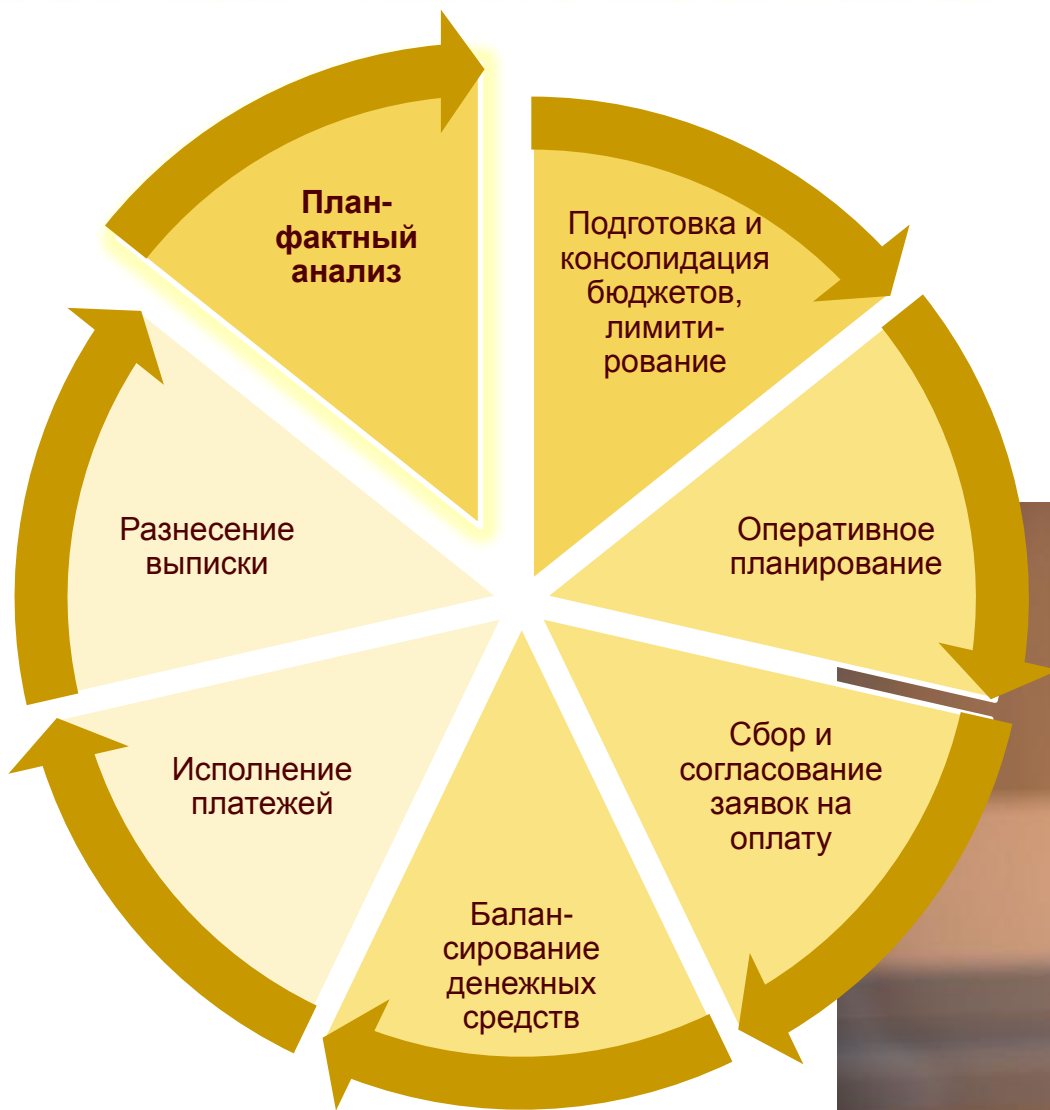 План-
фактный
анализ
Подготовка и
консолидация
бюджетов,
лимити-
рование
Оперативное
планирование
Сбор и
согласование
заявок на
оплату
Балан-
сирование
денежных
средств
Исполнение
платежей
Разнесение
выписки